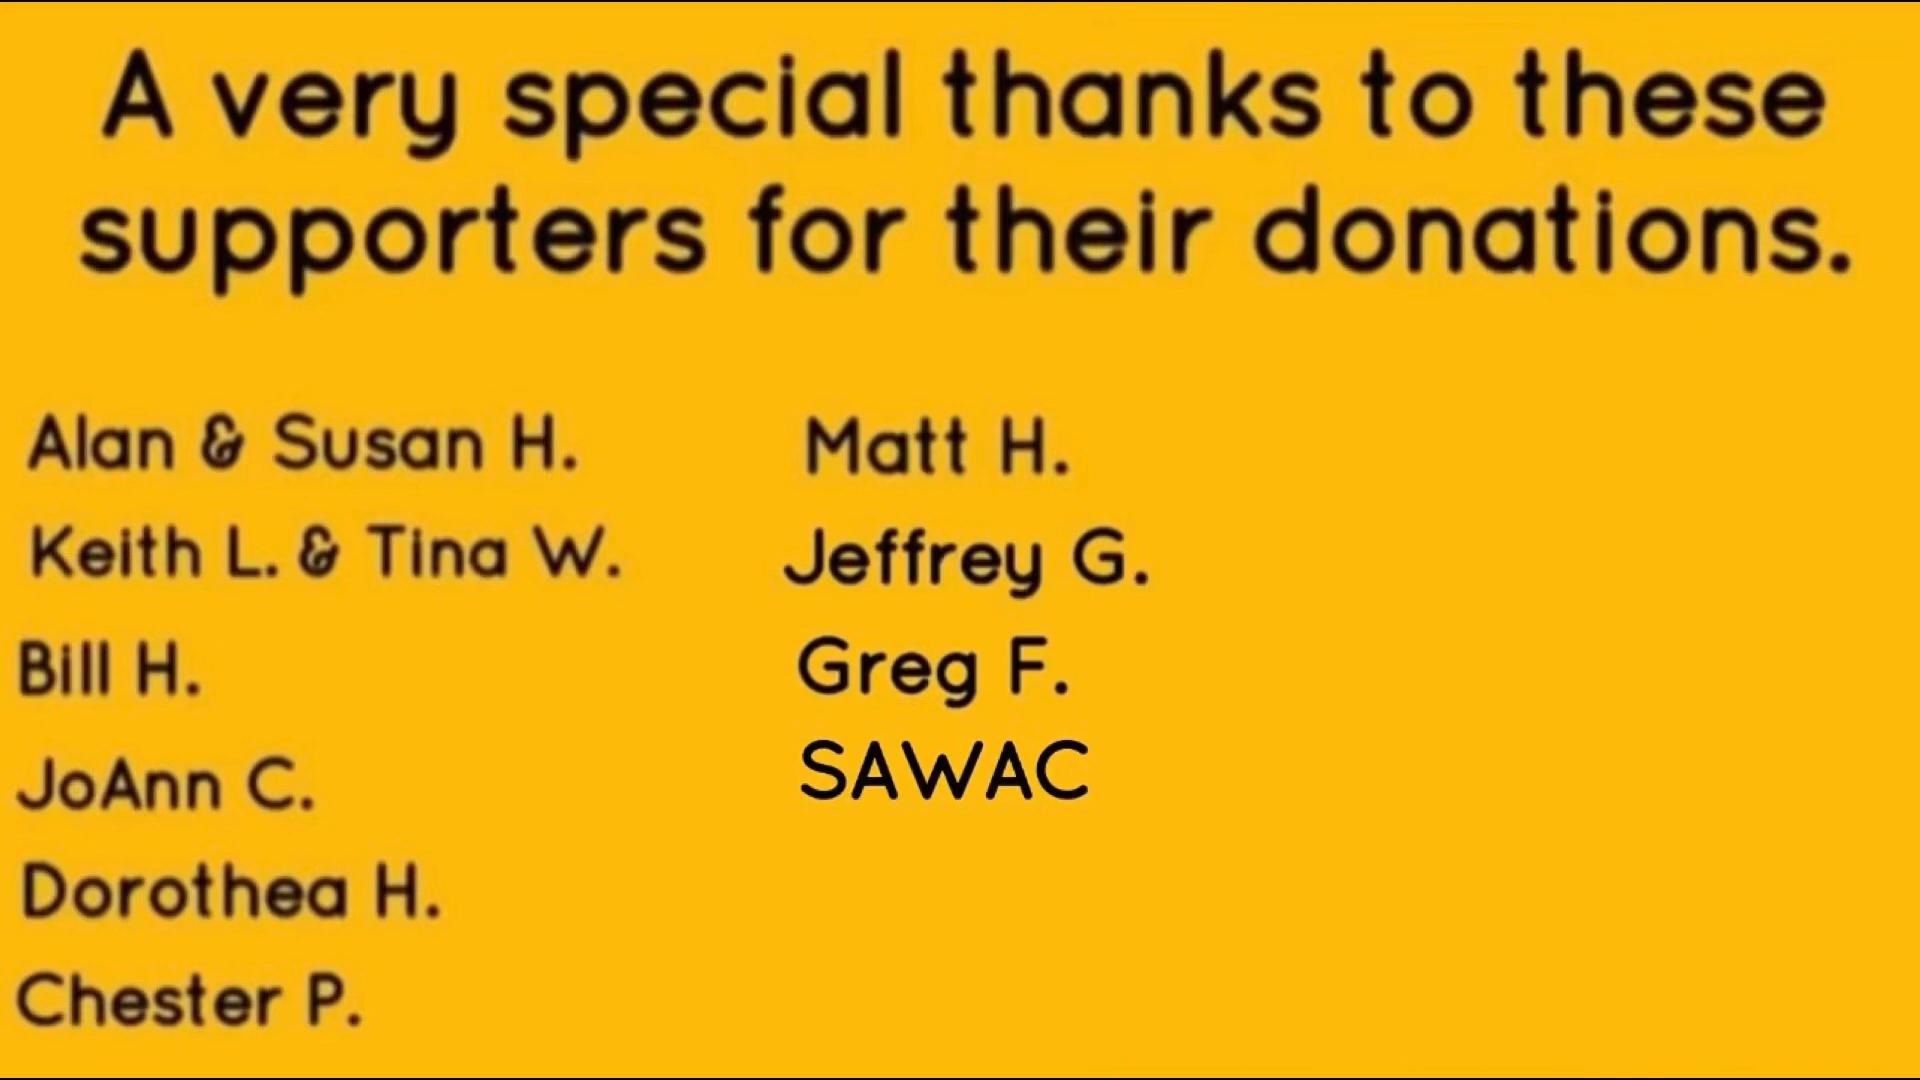 A very special thanks to these
supporters for their donations.
Alan & Susan H.
Keith L. & Tina W.
Bill H.
JoAnn C.
Dorothea H.
Chester P.
Matt H.
Jeffrey G.
Greg F.
SAWAC